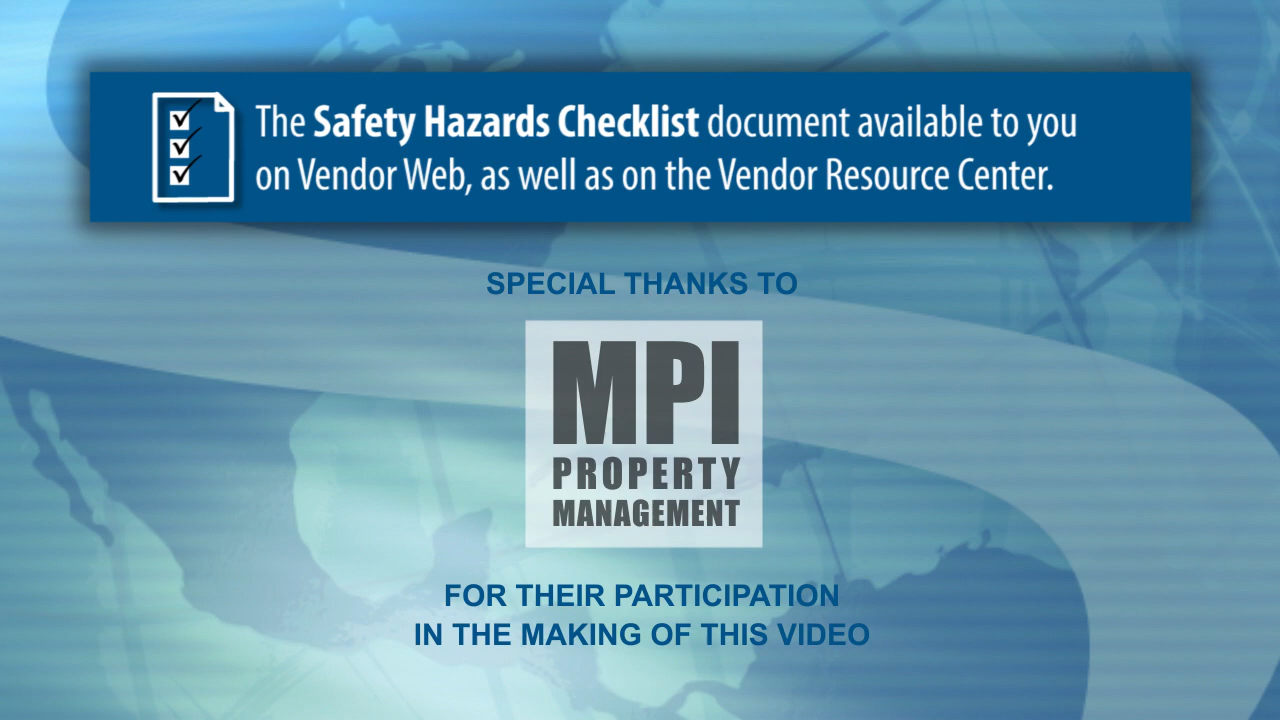 The Safety Hazards Checklist document available to you
on Vendor Web, as well as on the Vendor Resource Center.
SPECIAL THANKS TO
MPI
PROPERTY
MANAGEMENT
FOR THEIR PARTICIPATION
IN THE MAKING OF THIS VIDEO